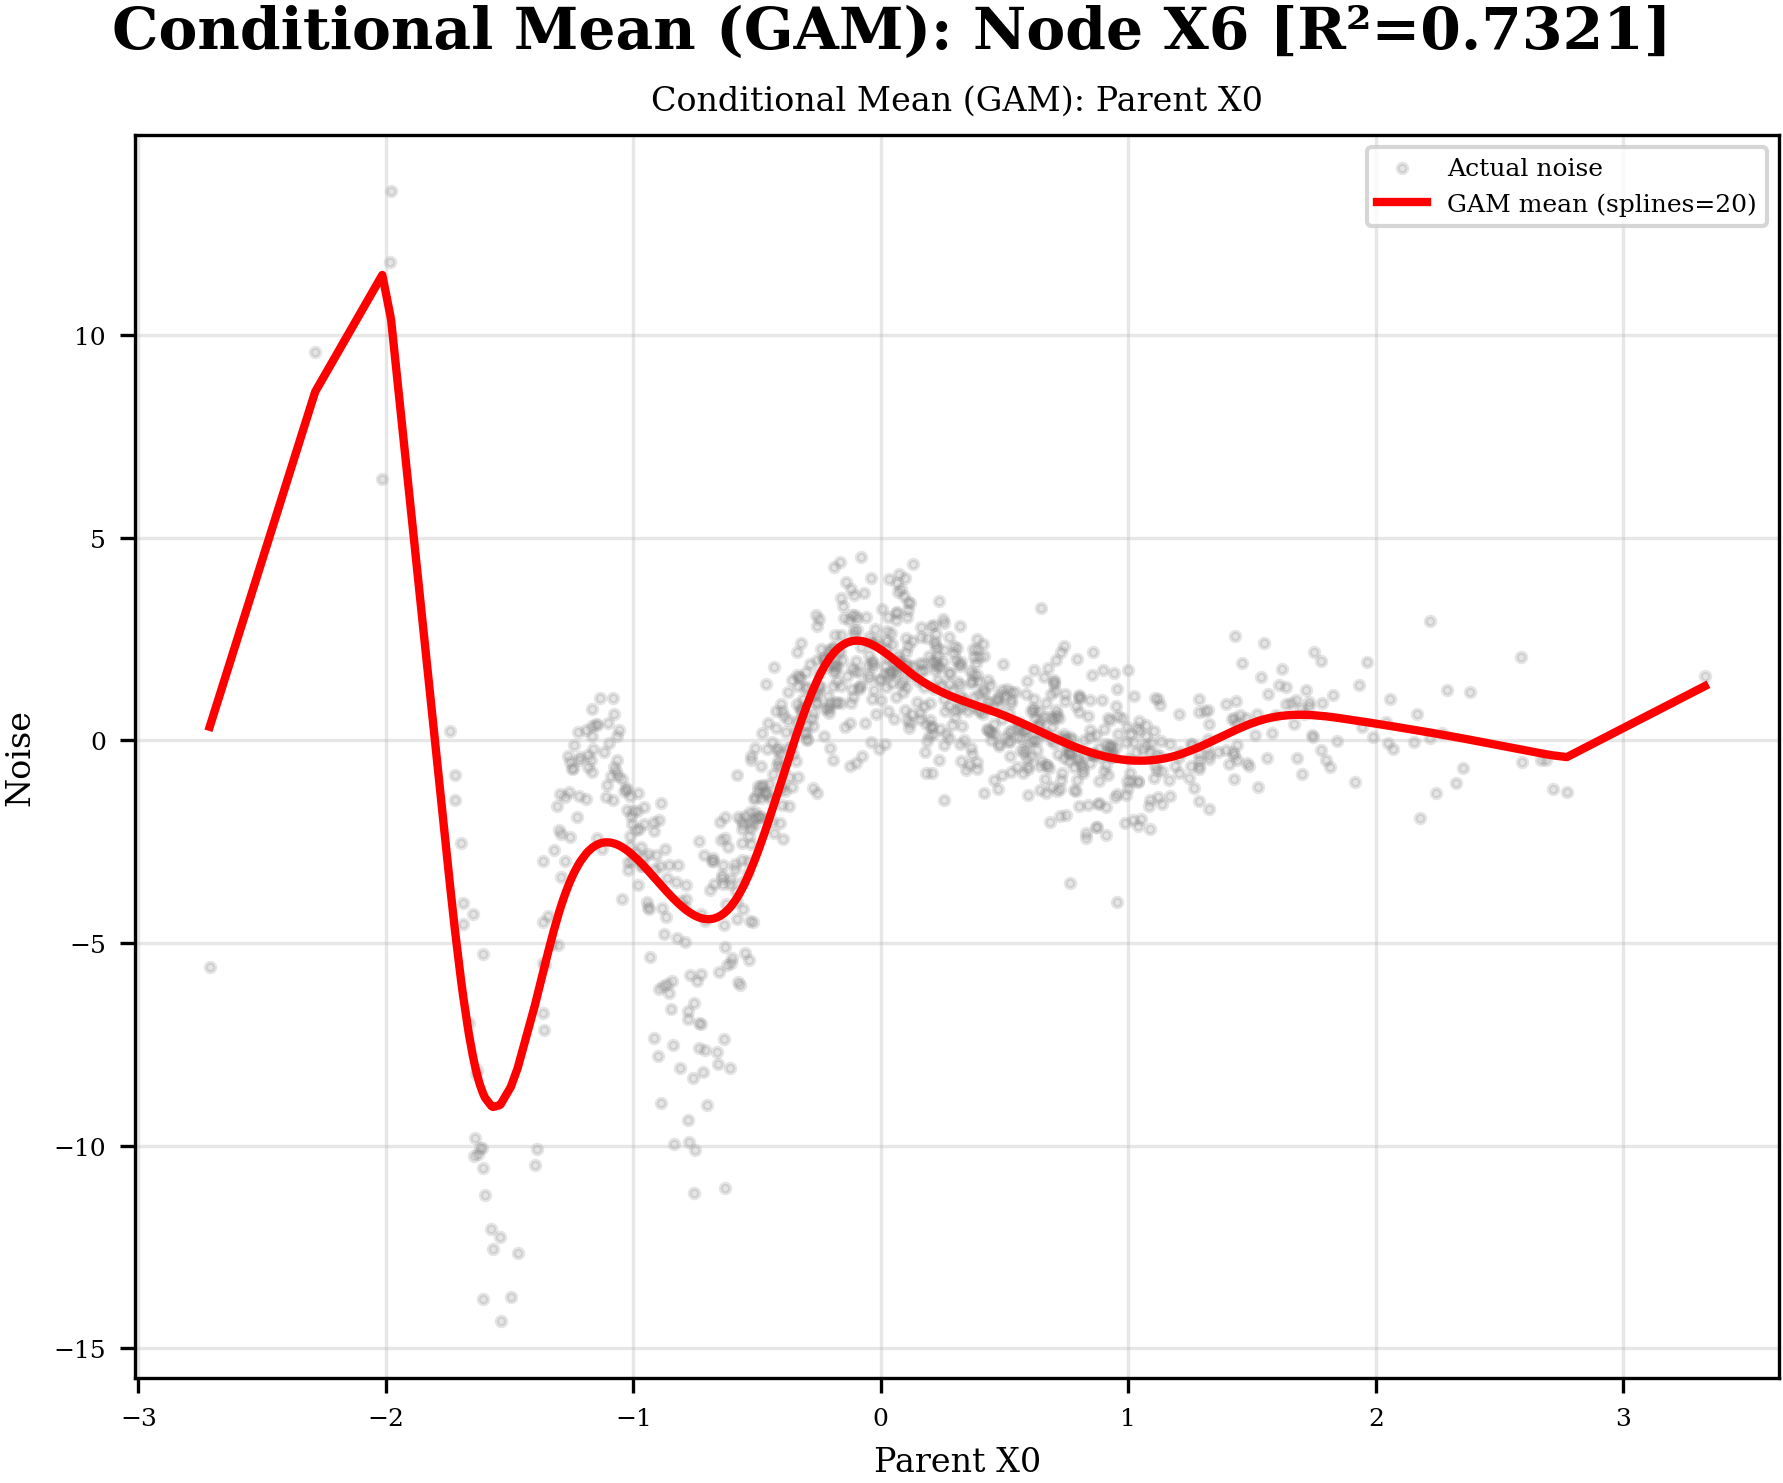 Conditional Mean (GAM): Node X6 [R²=0.7321]
Conditional Mean (GAM): Parent X0
Actual noise
GAM mean (splines=20)
Noise
10
5
0
−5
−10
−15
−3 −2 −1 0 1 2 3
Parent X0